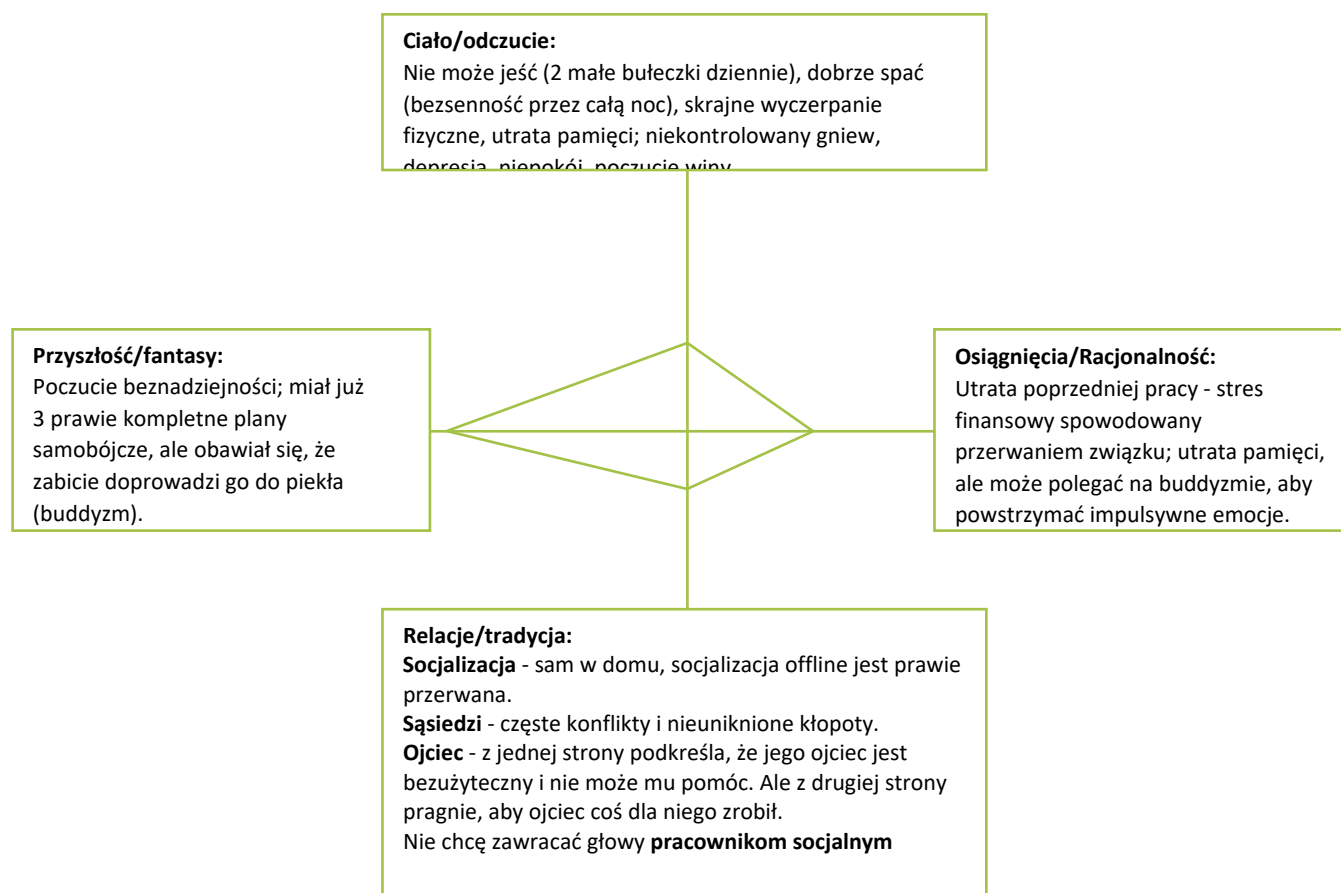 Ciało/odczucie:
Nie może jeść (2 małe bułeczki dziennie), dobrze spać
(bezsenność przez całą noc), skrajne wyczerpanie
fizyczne, utrata pamięci; niekontrolowany gniew,
depresja, niepokój, poczucie winy
Przyszłość/fantasy:
Poczucie beznadziejności; miał już
3 prawie kompletne plany
samobójcze, ale obawiał się, że
zabicie doprowadzi go do piekła
(buddyzm).
Osiągnięcia/Racjonalność:
Utrata poprzedniej pracy - stres
finansowy spowodowany
przerwaniem związku; utrata pamięci,
ale może polegać na buddyzmie, aby
powstrzymać impulsywne emocje.
Relacje/tradycja:
Socjalizacja - sam w domu, socjalizacja offline jest prawie
przerwana.
Sąsiedzi - częste konflikty i nieuniknione kłopoty.
Ojciec - z jednej strony podkreśla, że jego ojciec jest
bezużyteczny i nie może mu pomóc. Ale z drugiej strony
pragnie, aby ojciec coś dla niego zrobił.
Nie chcę zawracać głowy pracownikom socjalnym